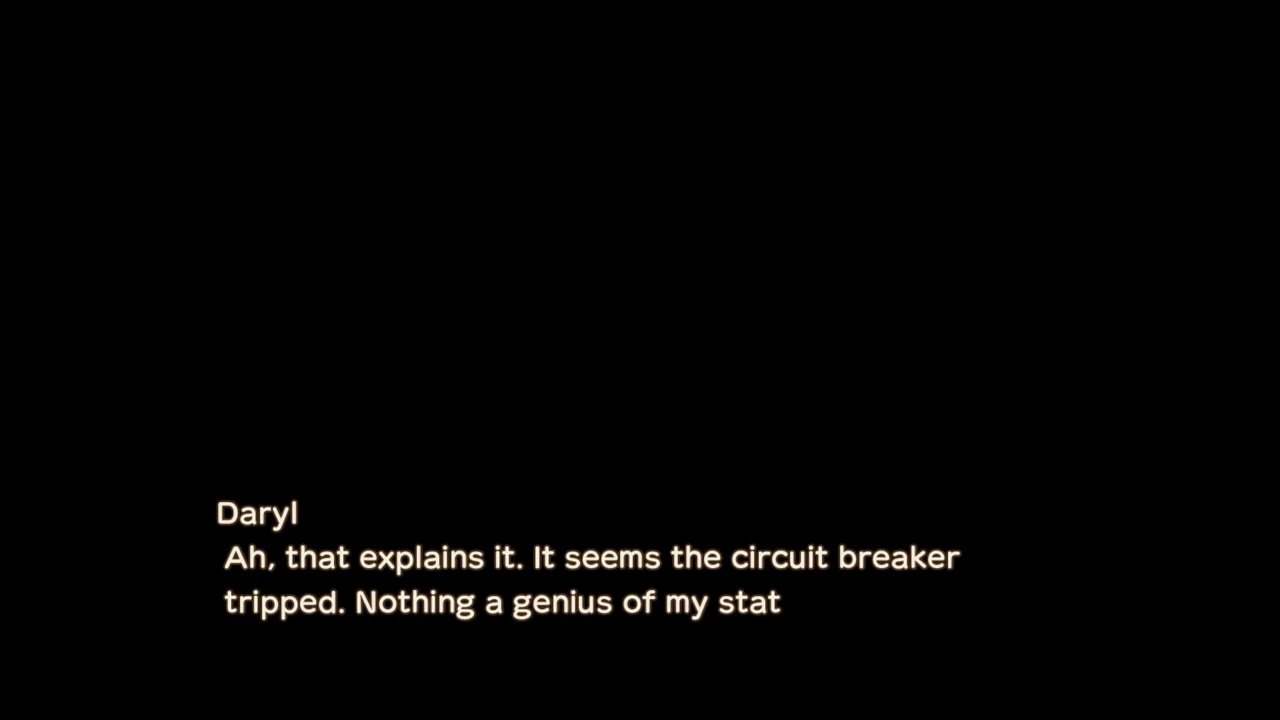 Daryl
Ah, that explains it. It seems the circuit breaker
tripped. Nothing a genius of my stat